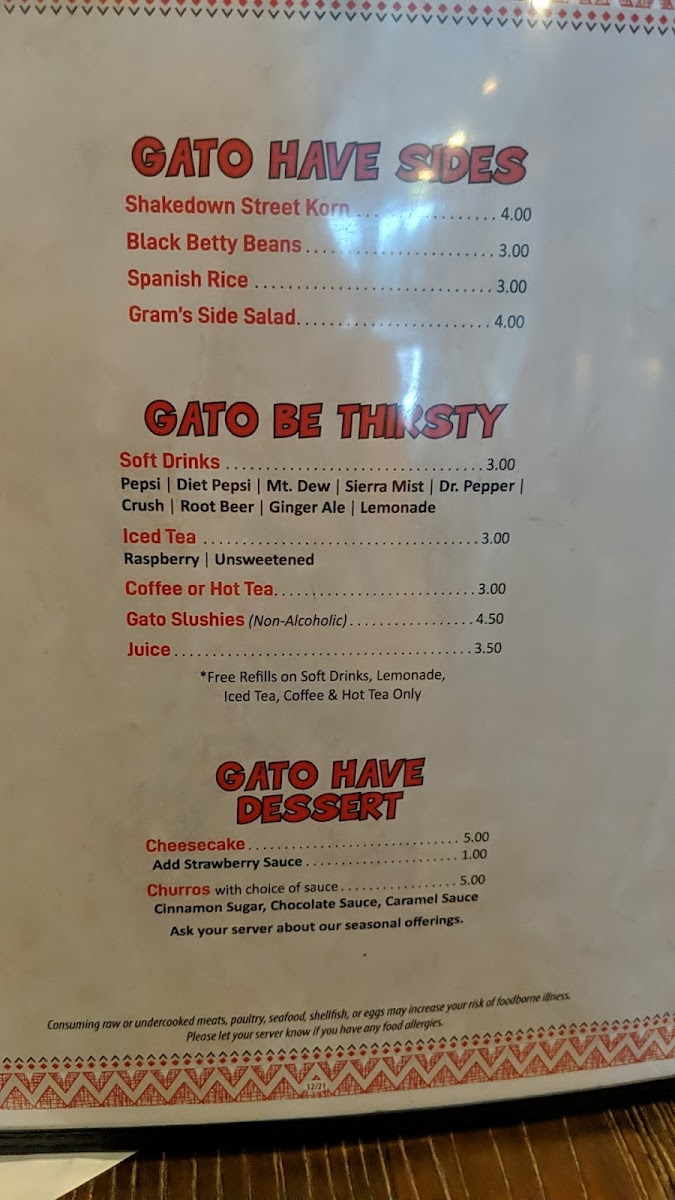 GATO HAVE SIDES
Shakedown Street Korn.................... 4.00
Black Betty Beans........................ 3.00
Spanish Rice .............................. 3.00
Gram's Side Salad........................ 4.00
GATO BE THIRSTY
Soft Drinks ................................. 3.00
Pepsi | Diet Pepsi | Mt. Dew | Sierra Mist | Dr. Pepper |
Crush | Root Beer | Ginger Ale | Lemonade
Iced Tea ................................... 3.00
Raspberry | Unsweetened
Coffee or Hot Tea.......................... 3.00
Gato Slushies (Non-Alcoholic)................ 4.50
Juice...................................... 3.50
*Free Refills on Soft Drinks, Lemonade,
Iced Tea, Coffee & Hot Tea Only
GATO HAVE
DESSERT
Cheesecake............................ 5.00
Add Strawberry Sauce .................... 1.00
Churros with choice of sauce............... 5.00
Cinnamon Sugar, Chocolate Sauce, Caramel Sauce
Ask your server about our seasonal offerings.
Consuming raw or undercooked meats, poultry, seafood, shellfish, or eggs may increase your risk of foodborne illness.
Please let your server know if you have any food allergies.
12/21